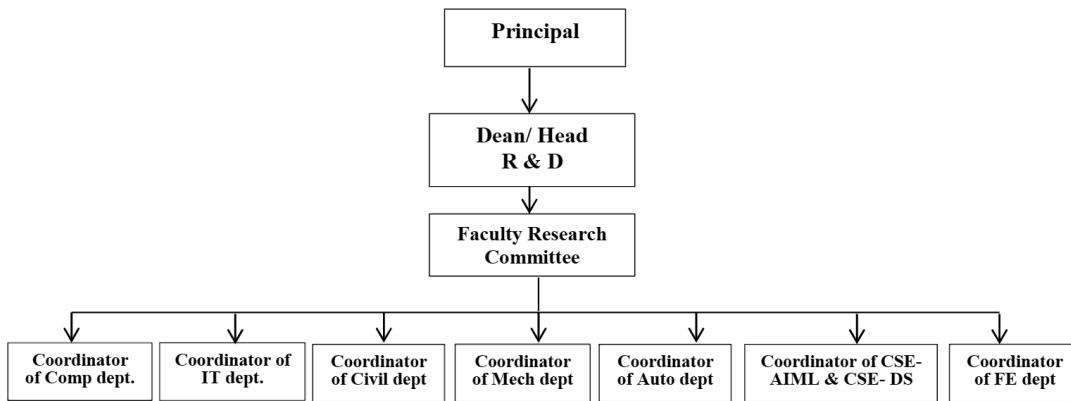 Principal
Dean/ Head
R & D
Faculty Research
Committee
Coordinator
of Comp dept.
Coordinator of
IT dept.
Coordinator
of Civil dept
Coordinator
of Mech dept
Coordinator
of Auto dept
Coordinator of CSE-
AIML & CSE- DS
Coordinator
of FE dept